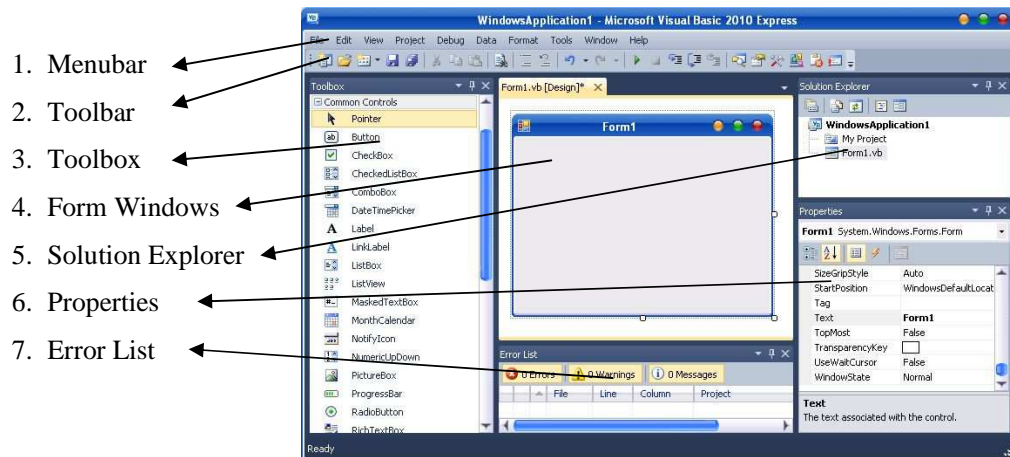 1. Menubar
2. Toolbar
3. Toolbox
4. Form Windows
5. Solution Explorer
6. Properties
7. Error List
WindowsApplication1 - Microsoft Visual Basic 2010 Express
File Edit View Project Debug Data Format Tools Window Help
Toolbox
Common Controls
Pointer
Button
CheckBox
CheckedListBox
ComboBox
DateTimePicker
Label
LinkLabel
ListBox
ListView
MaskedTextBox
MonthCalendar
NotifyIcon
NumericUpDown
PictureBox
ProgressBar
RadioButton
RichTextBox
Form1.vb [Design]*
Form1
Error List
0 Errors 0 Warnings 0 Messages
File Line Column Project
Solution Explorer
WindowsApplication1
My Project
Form1.vb
Properties
Form1 System.Windows.Forms.Form
SizeGripStyle Auto
StartPosition WindowsDefaultLocat
Tag
Text Form1
TopMost False
TransparencyKey
UseWaitCursor False
WindowState Normal
Text
The text associated with the control.
Ready